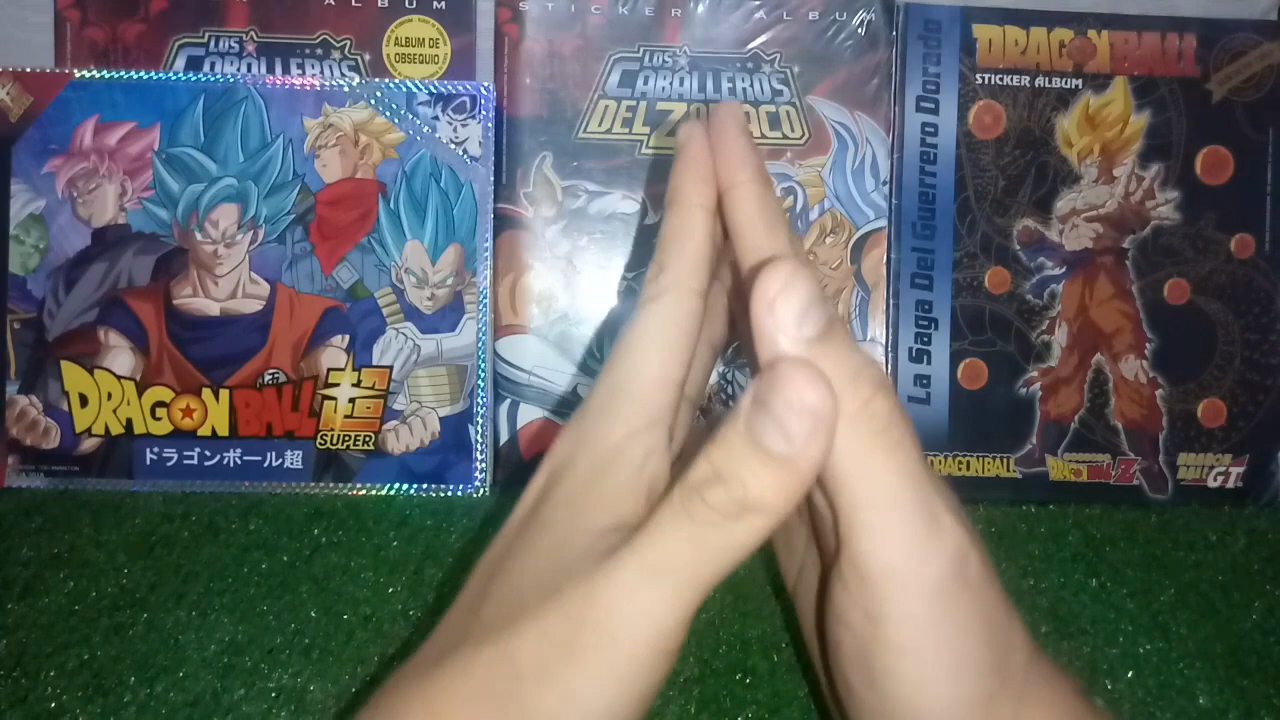 ALBUM
LOS
CABALLEROS
ALBUM DE
OBSEQUIO
DRAGON BALL
超
SUPER
ドラゴンボール超
STICKER ALBUM
LOS
CABALLEROS
DEL ZODIACO
DRAGON BALL
STICKER ÁLBUM
La Saga Del Guerrero Dorado
DRAGON BALL
DRAGON BALL Z
DRAGON BALL GT